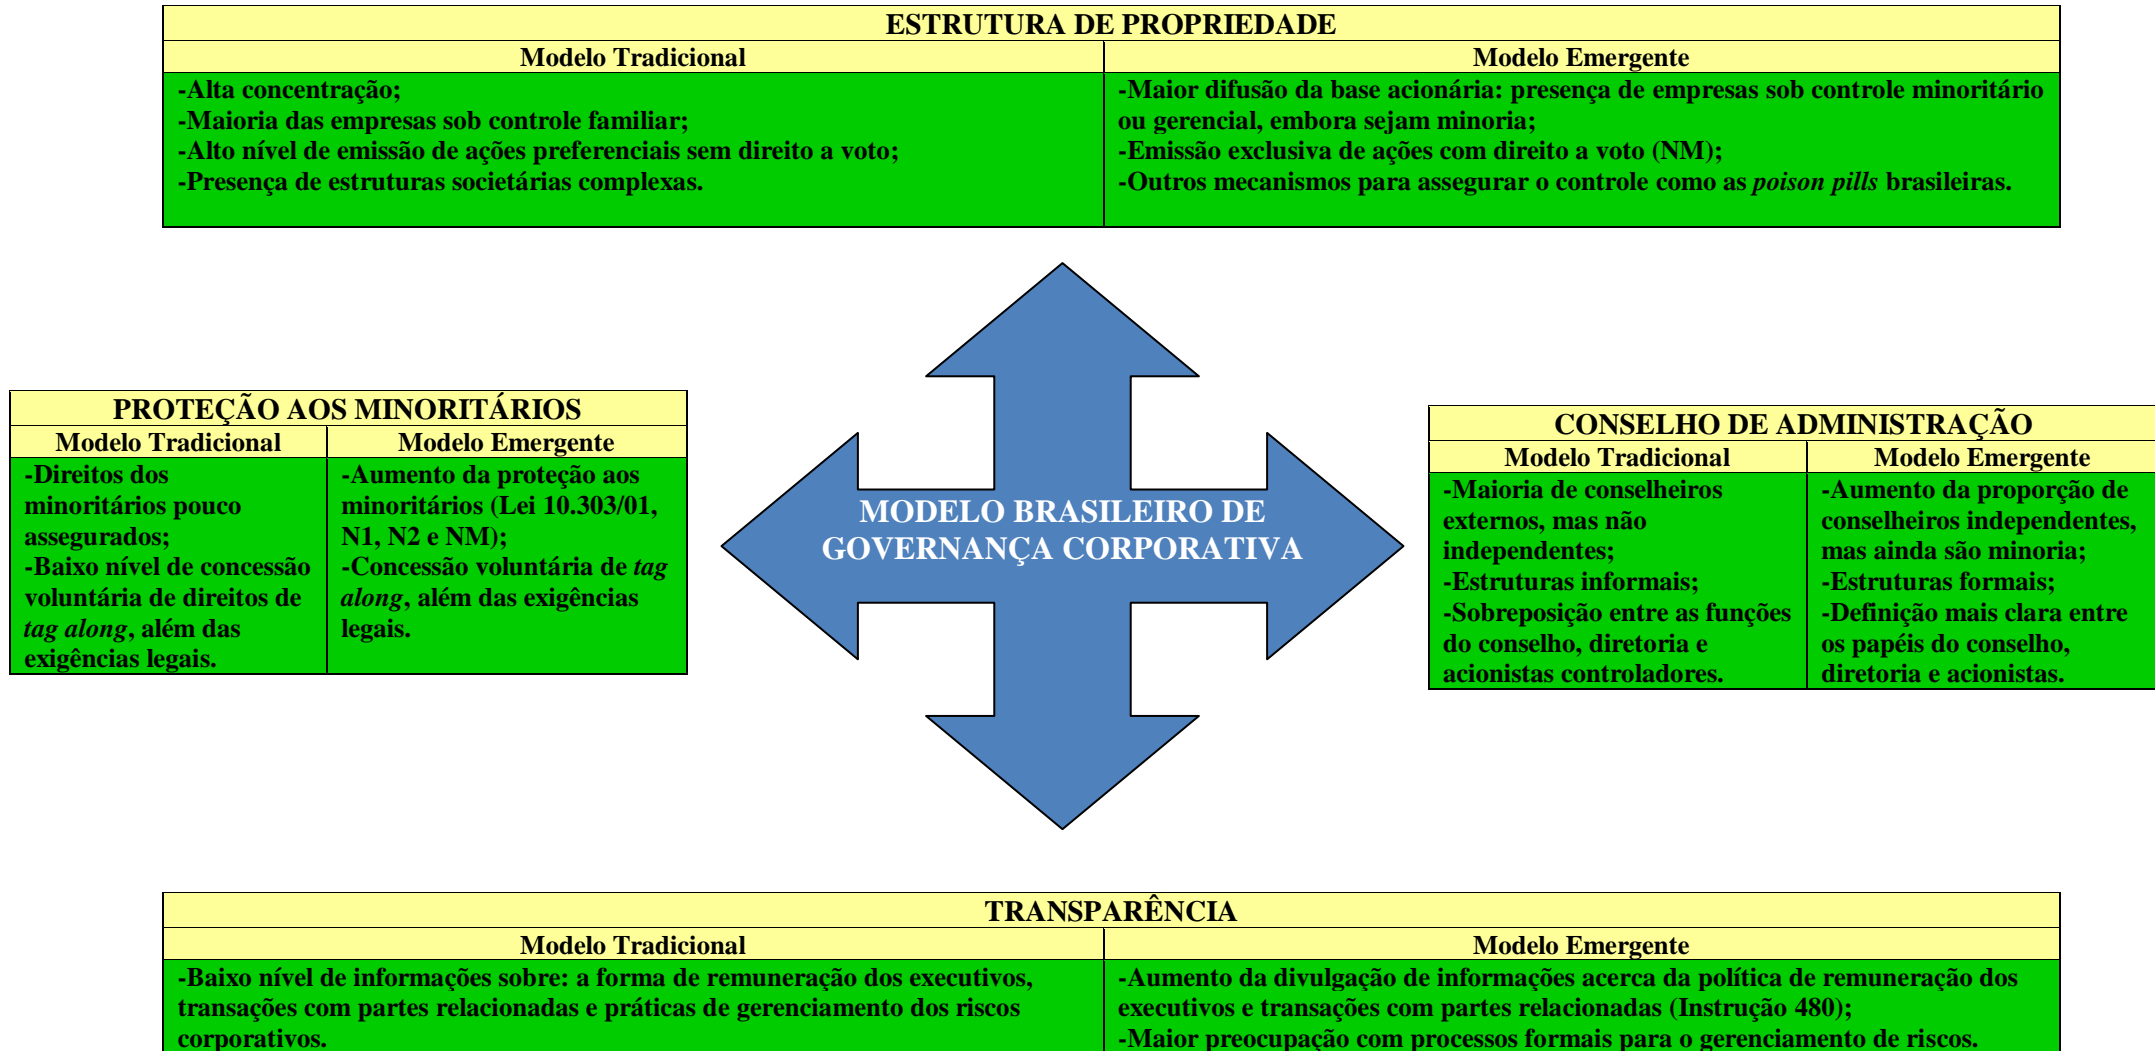 ESTRUTURA DE PROPRIEDADE
Modelo Tradicional
Modelo Emergente
-Alta concentração;
-Maioria das empresas sob controle familiar;
-Alto nível de emissão de ações preferenciais sem direito a voto;
-Presença de estruturas societárias complexas.
-Maior difusão da base acionária: presença de empresas sob controle minoritário
ou gerencial, embora sejam minoria;
-Emissão exclusiva de ações com direito a voto (NM);
-Outros mecanismos para assegurar o controle como as poison pills brasileiras.
PROTEÇÃO AOS MINORITÁRIOS
Modelo Tradicional
Modelo Emergente
-Direitos dos
minoritários pouco
assegurados;
-Baixo nível de concessão
voluntária de direitos de
tag along, além das
exigências legais.
-Aumento da proteção aos
minoritários (Lei 10.303/01,
N1, N2 e NM);
-Concessão voluntária de tag
along, além das exigências
legais.
MODELO BRASILEIRO DE
GOVERNANÇA CORPORATIVA
CONSELHO DE ADMINISTRAÇÃO
Modelo Tradicional
Modelo Emergente
-Maioria de conselheiros
externos, mas não
independentes;
-Estruturas informais;
-Sobreposição entre as funções
do conselho, diretoria e
acionistas controladores.
-Aumento da proporção de
conselheiros independentes,
mas ainda são minoria;
-Estruturas formais;
-Definição mais clara entre
os papéis do conselho,
diretoria e acionistas.
TRANSPARÊNCIA
Modelo Tradicional
Modelo Emergente
-Baixo nível de informações sobre: a forma de remuneração dos executivos,
transações com partes relacionadas e práticas de gerenciamento dos riscos
corporativos.
-Aumento da divulgação de informações acerca da política de remuneração dos
executivos e transações com partes relacionadas (Instrução 480);
-Maior preocupação com processos formais para o gerenciamento de riscos.